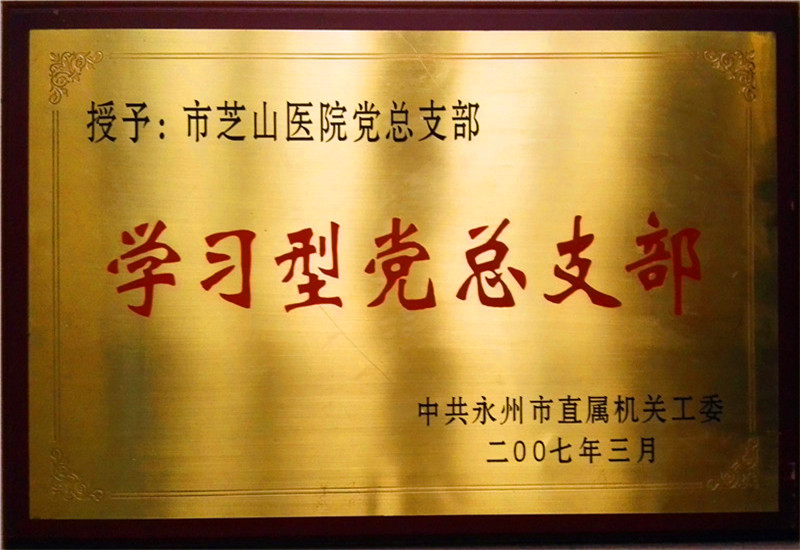 授予：市芝山医院党总支部
学习型党总支部
中共永州市直属机关工委
二00七年三月